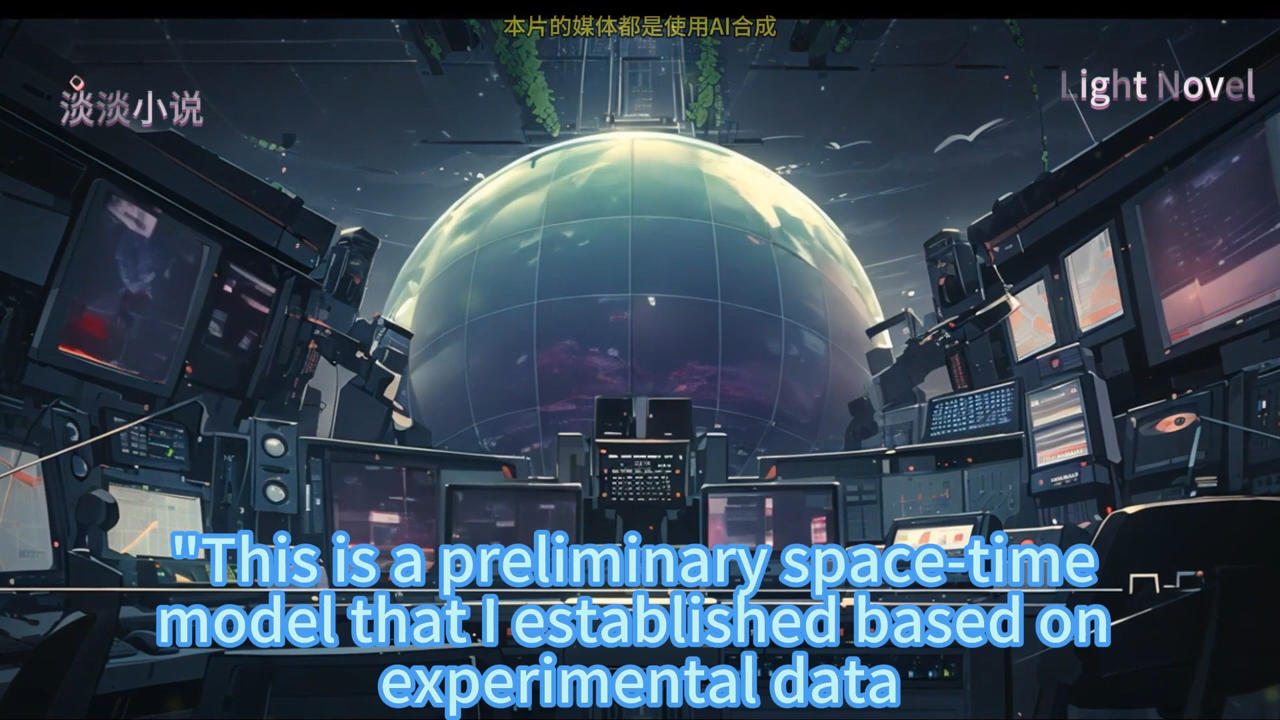 本片的媒体都是使用AI合成
淡淡小说
Light Novel
"This is a preliminary space-time
model that I established based on
experimental data